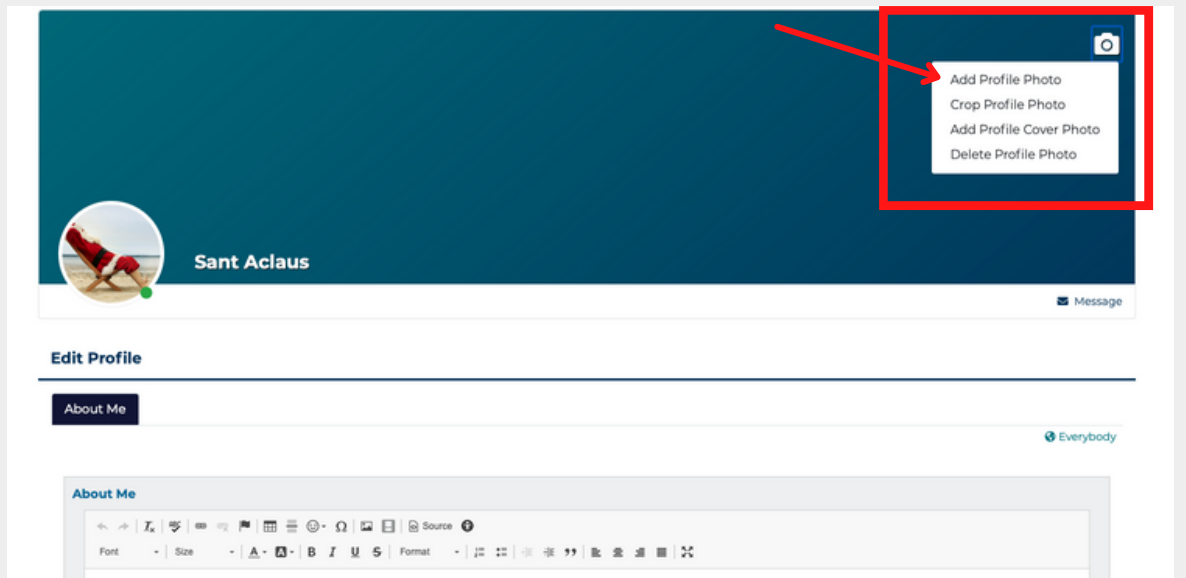 Add Profile Photo
Crop Profile Photo
Add Profile Cover Photo
Delete Profile Photo
Sant Aclaus
Message
Edit Profile
About Me
Everybody
About Me
Source
Font Size A A B I U S Format